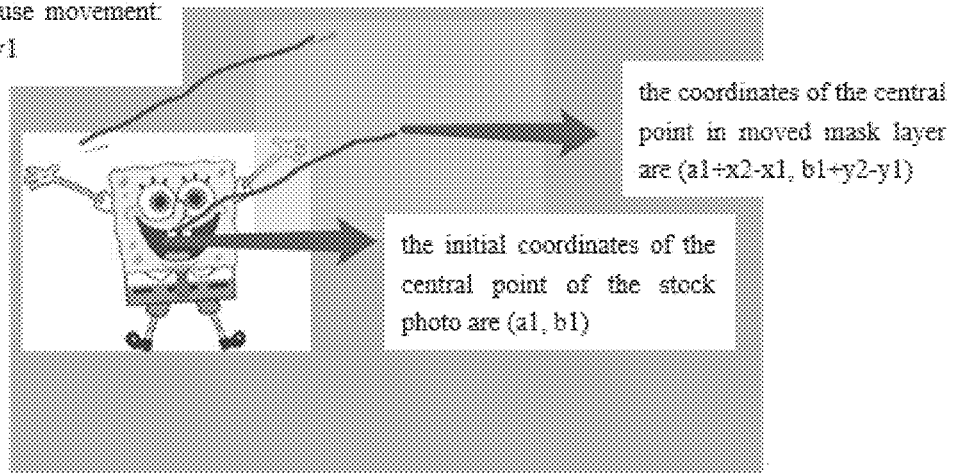 use movement:
y1
the coordinates of the central
point in moved mask layer
are (a1+x2-x1, b1+y2-y1)
the initial coordinates of the
central point of the stock
photo are (a1, b1)